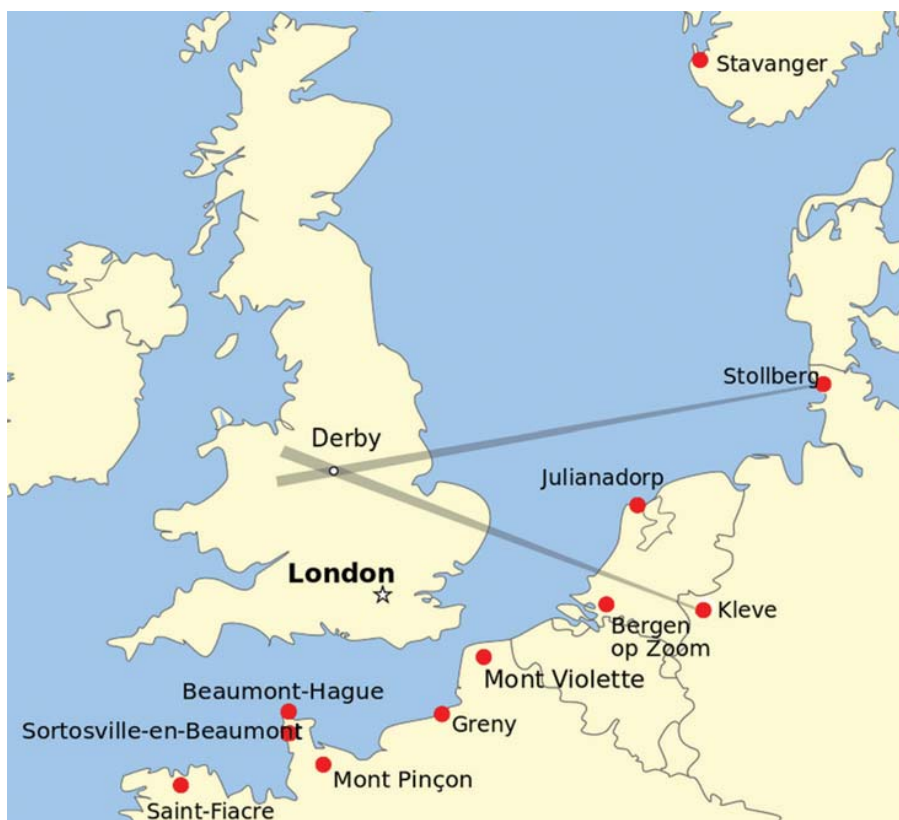 Stavanger
Stollberg
Derby
Julianadorp
London
Kleve
Bergen
op Zoom
Mont Violette
Beaumont-Hague
Greny
Sortosville-en-Beaumont
Mont Pinçon
Saint-Fiacre